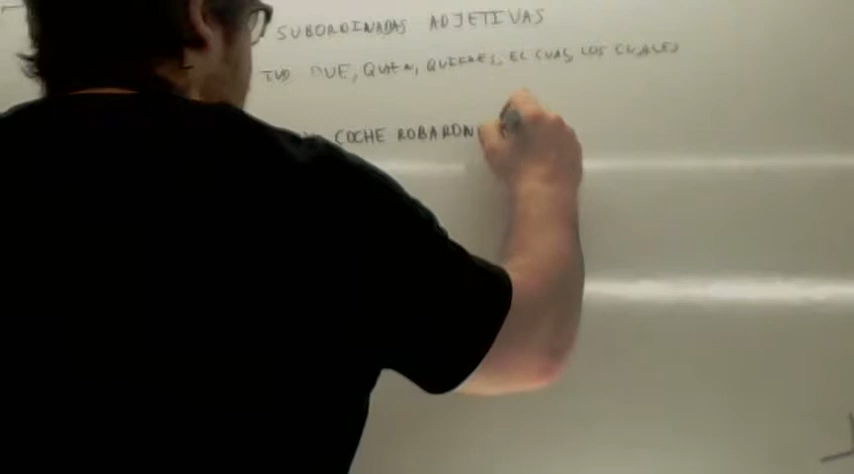 SUBORDINADAS ADJETIVAS
QUE, QUIEN, QUIENES, EL CUAL, LOS CUALES
COCHE ROBARON